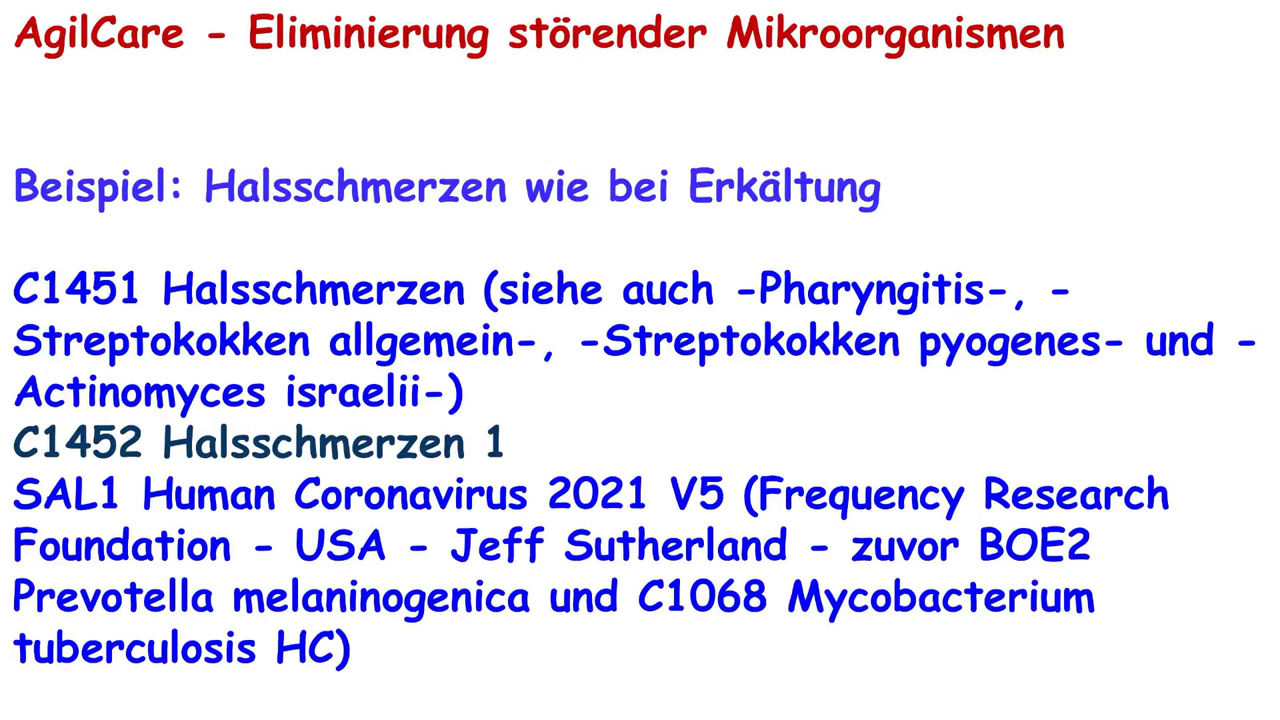 AgilCare - Eliminierung störender Mikroorganismen
Beispiel: Halsschmerzen wie bei Erkältung
C1451 Halsschmerzen (siehe auch -Pharyngitis-, -
Streptokokken allgemein-, -Streptokokken pyogenes- und -
Actinomyces israelii-)
C1452 Halsschmerzen 1
SAL1 Human Coronavirus 2021 V5 (Frequency Research
Foundation - USA - Jeff Sutherland - zuvor BOE2
Prevotella melaninogenica und C1068 Mycobacterium
tuberculosis HC)